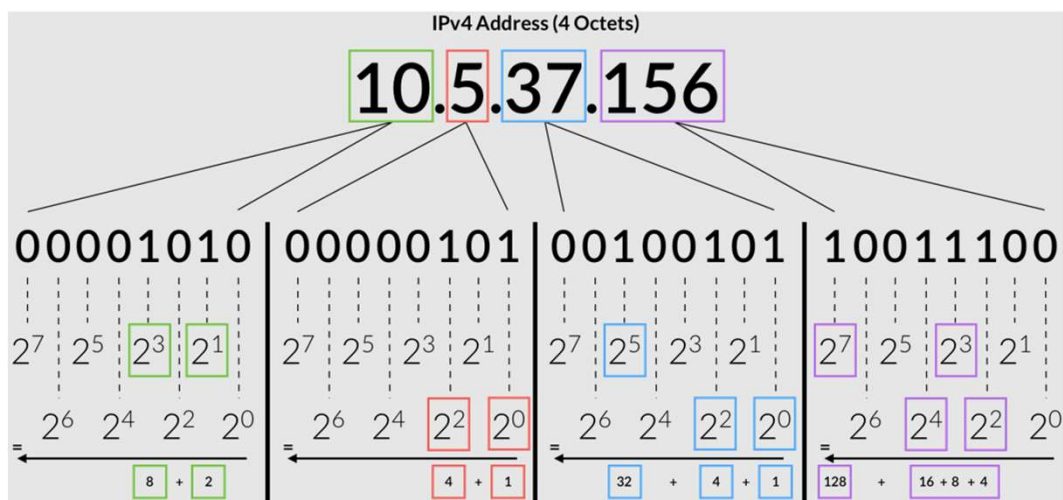 IPv4 Address (4 Octets)
10.5.37.156
00001010 00000101 00100101 10011100
2⁷ 2⁵ 2³ 2¹ 2⁷ 2⁵ 2³ 2¹ 2⁷ 2⁵ 2³ 2¹ 2⁷ 2⁵ 2³ 2¹
2⁶ 2⁴ 2² 2⁰ 2⁶ 2⁴ 2² 2⁰ 2⁶ 2⁴ 2² 2⁰ 2⁶ 2⁴ 2² 2⁰
= = = =
8 + 2 4 + 1 32 + 4 + 1 128 + 16 + 8 + 4